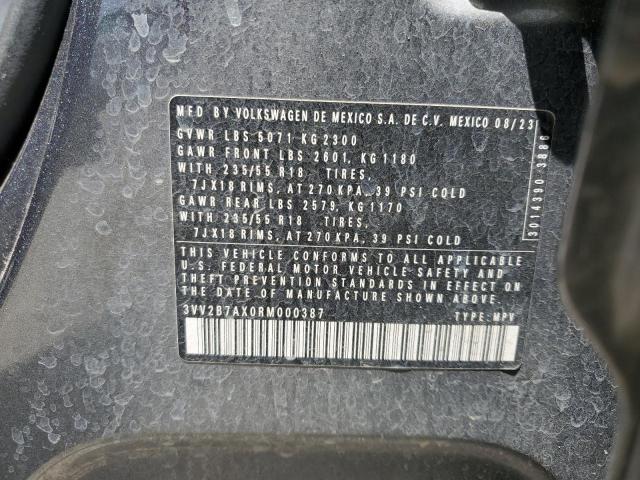 MFD BY VOLKSWAGEN DE MEXICO S.A. DE C.V. MEXICO 08/23
GVWR LBS 5071 KG 2300
GAWR FRONT LBS 2601, KG 1180
WITH 235/55 R18 TIRES,
7JX18 RIMS, AT 270 KPA, 39 PSI COLD
GAWR REAR LBS 2579, KG 1170
WITH 235/55 R18 TIRES,
7JX18 RIMS, AT 270 KPA, 39 PSI COLD
THIS VEHICLE CONFORMS TO ALL APPLICABLE
U.S. FEDERAL MOTOR VEHICLE SAFETY AND
THEFT PREVENTION STANDARDS IN EFFECT ON
THE DATE OF MANUFACTURE SHOWN ABOVE.
3VV2B7AX0RM000387 TYPE: MPV
3014390 3886